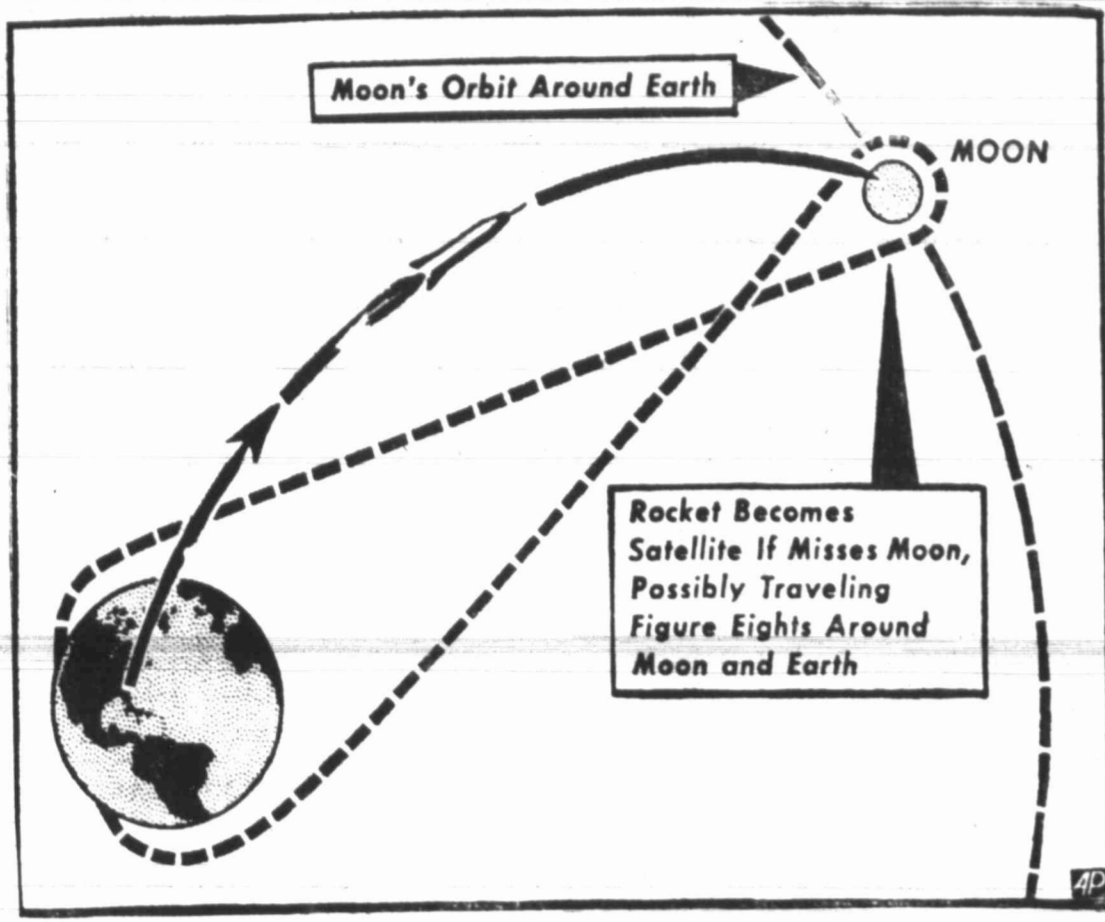 Moon's Orbit Around Earth
MOON
Rocket Becomes
Satellite If Misses Moon,
Possibly Traveling
Figure Eights Around
Moon and Earth
AP